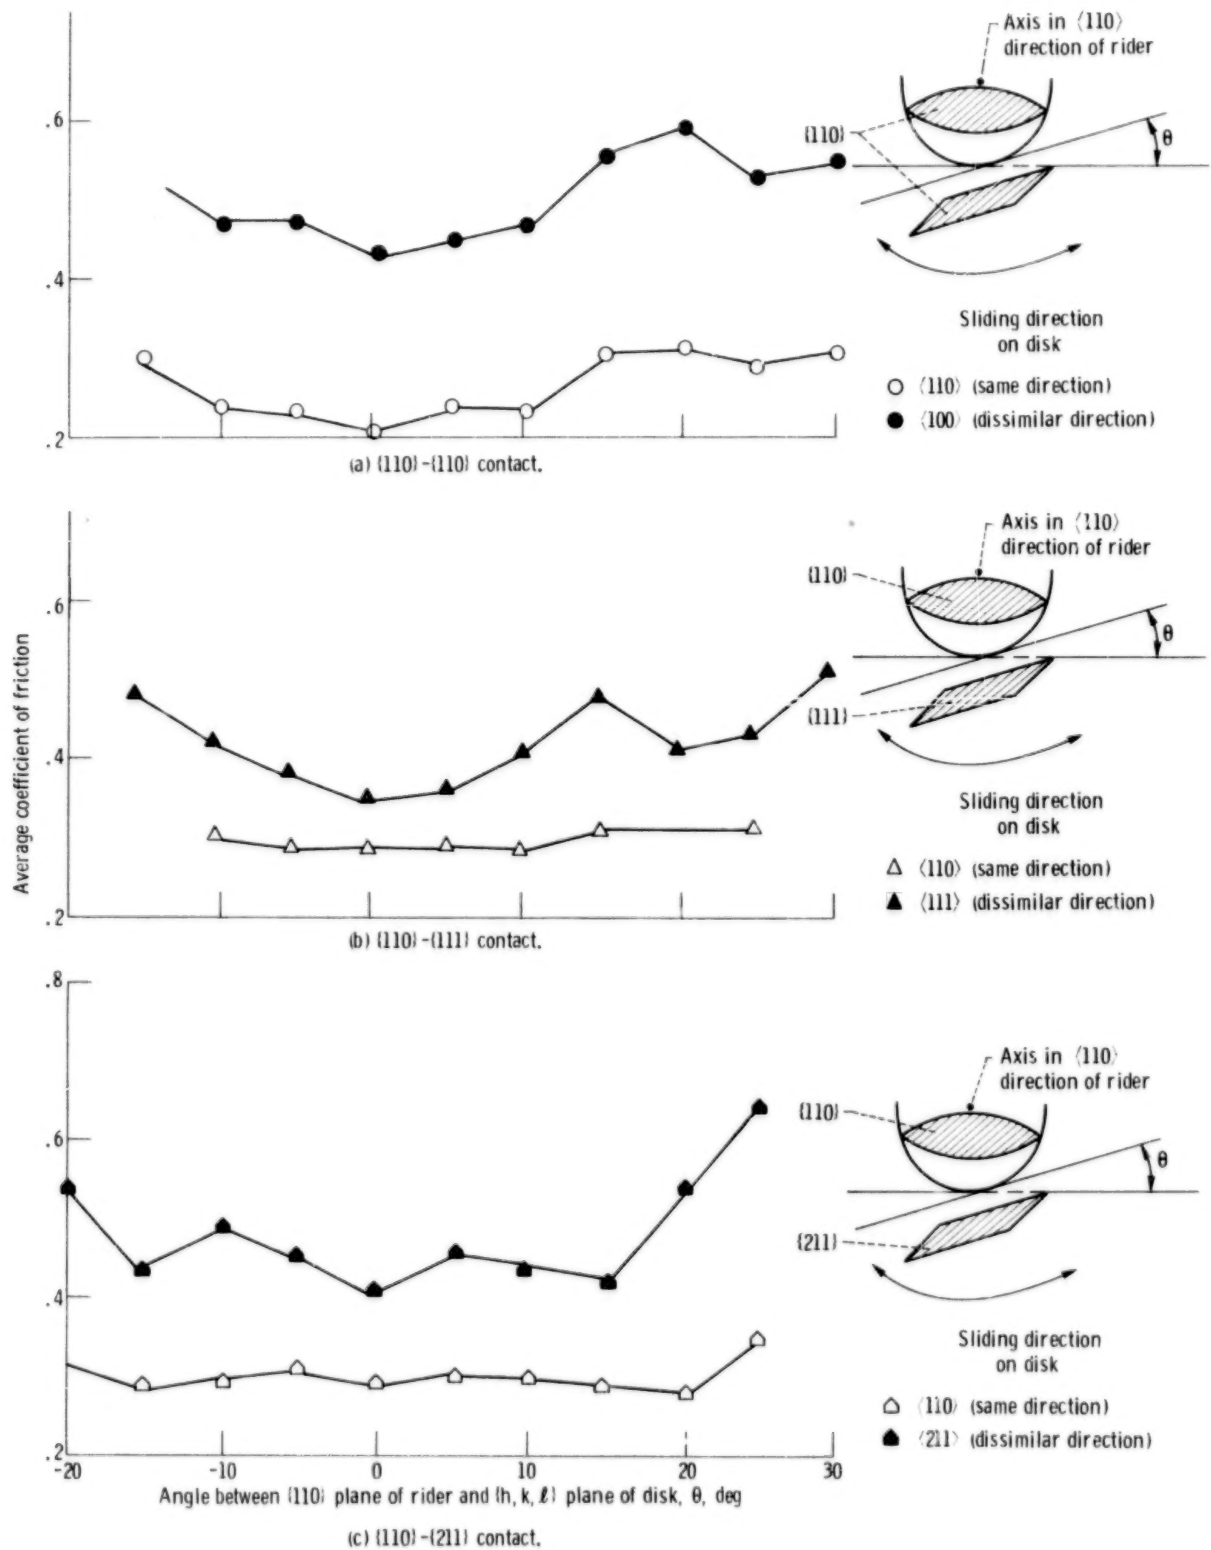 Axis in ⟨110⟩
direction of rider
.6
{110}
θ
.4
Sliding direction
on disk
⟨110⟩ (same direction)
⟨100⟩ (dissimilar direction)
.2
(a) {110}-{110} contact.
Axis in ⟨110⟩
direction of rider
{110}
.6
θ
{111}
.4
Sliding direction
on disk
⟨110⟩ (same direction)
⟨111⟩ (dissimilar direction)
.2
(b) {110}-{111} contact.
Average coefficient of friction
.8
Axis in ⟨110⟩
direction of rider
{110}
.6
θ
{211}
.4
Sliding direction
on disk
⟨110⟩ (same direction)
⟨211⟩ (dissimilar direction)
.2
-20 -10 0 10 20 30
Angle between {110} plane of rider and {h, k, ℓ} plane of disk, θ, deg
(c) {110}-{211} contact.